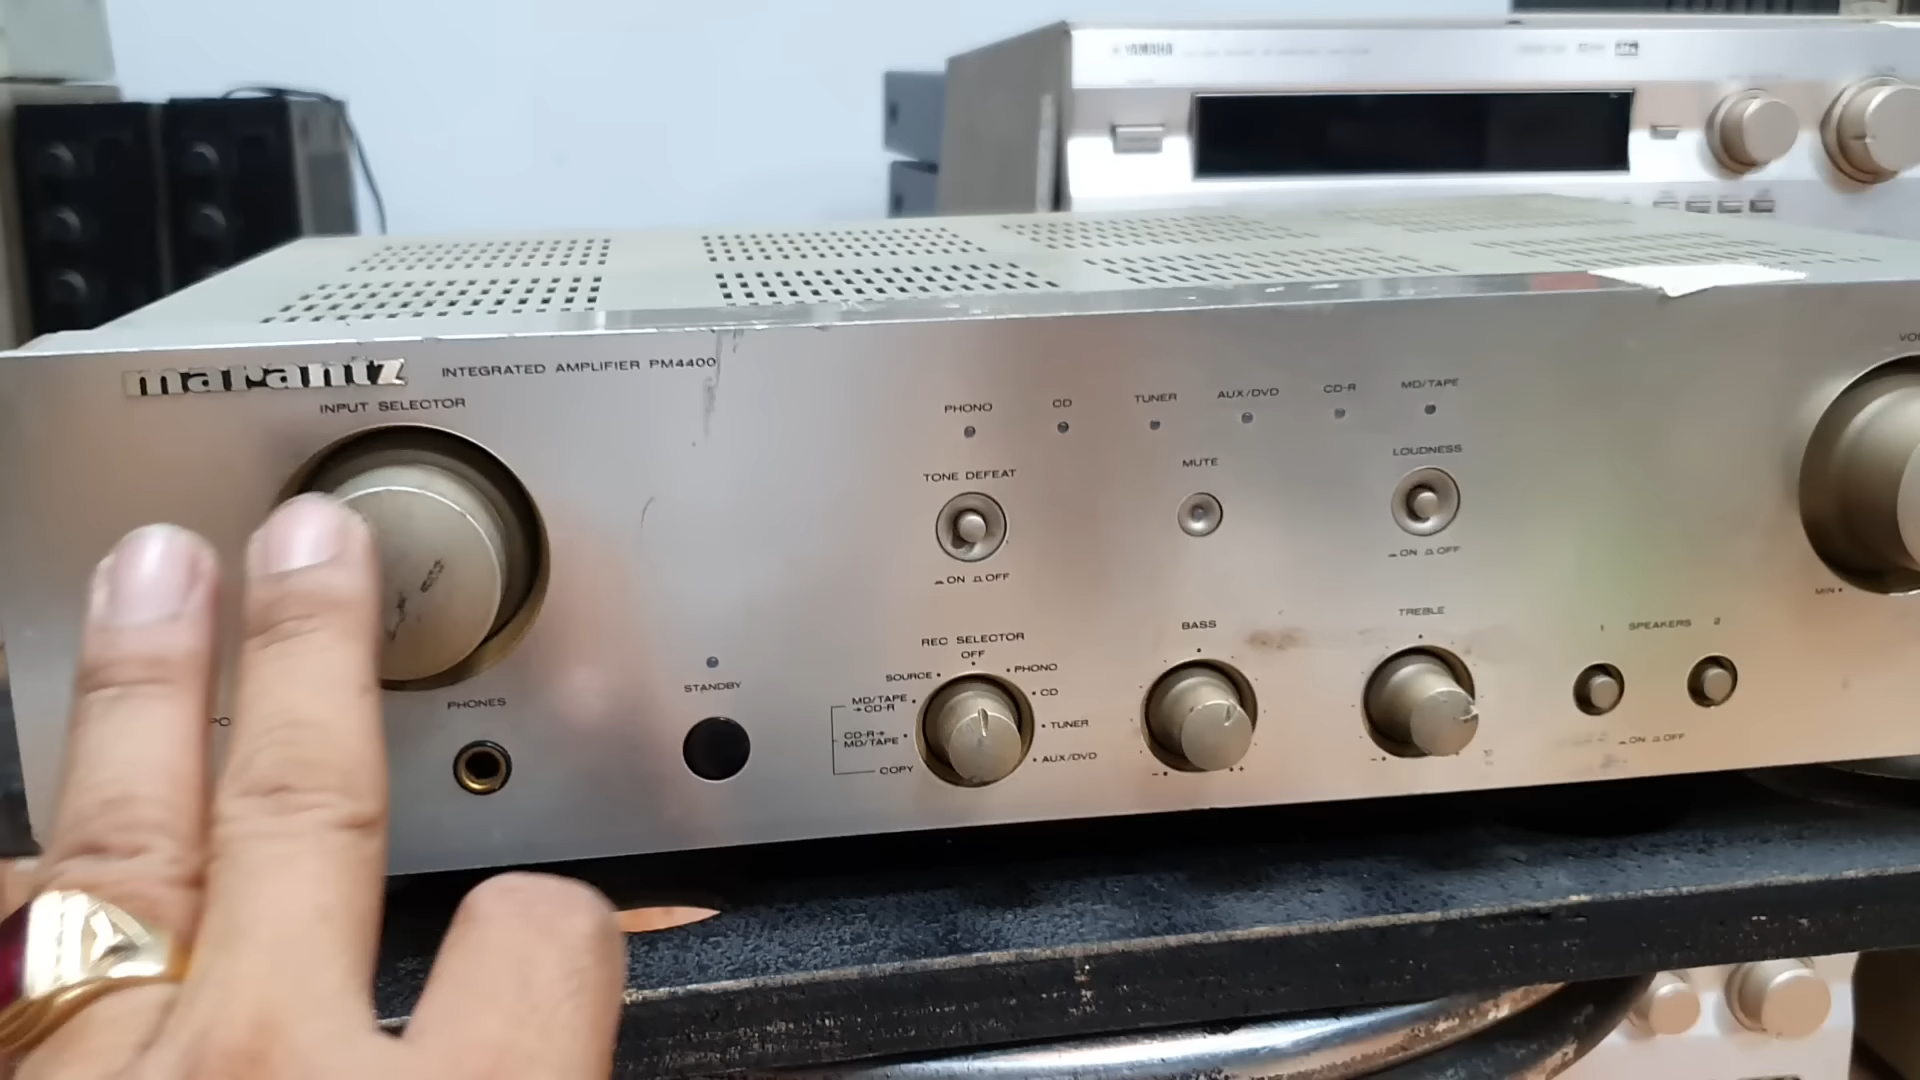 YAMAHA
marantz INTEGRATED AMPLIFIER PM4400
INPUT SELECTOR
PHONO CD TUNER AUX/DVD CD-R MD/TAPE
TONE DEFEAT MUTE LOUDNESS
ON OFF ON OFF
MIN
REC SELECTOR BASS TREBLE
1 SPEAKERS 2
OFF
SOURCE PHONO
MD/TAPE →CD-R CD
CD-R→ MD/TAPE TUNER
COPY AUX/DVD
- + -
ON OFF
PHONES STANDBY